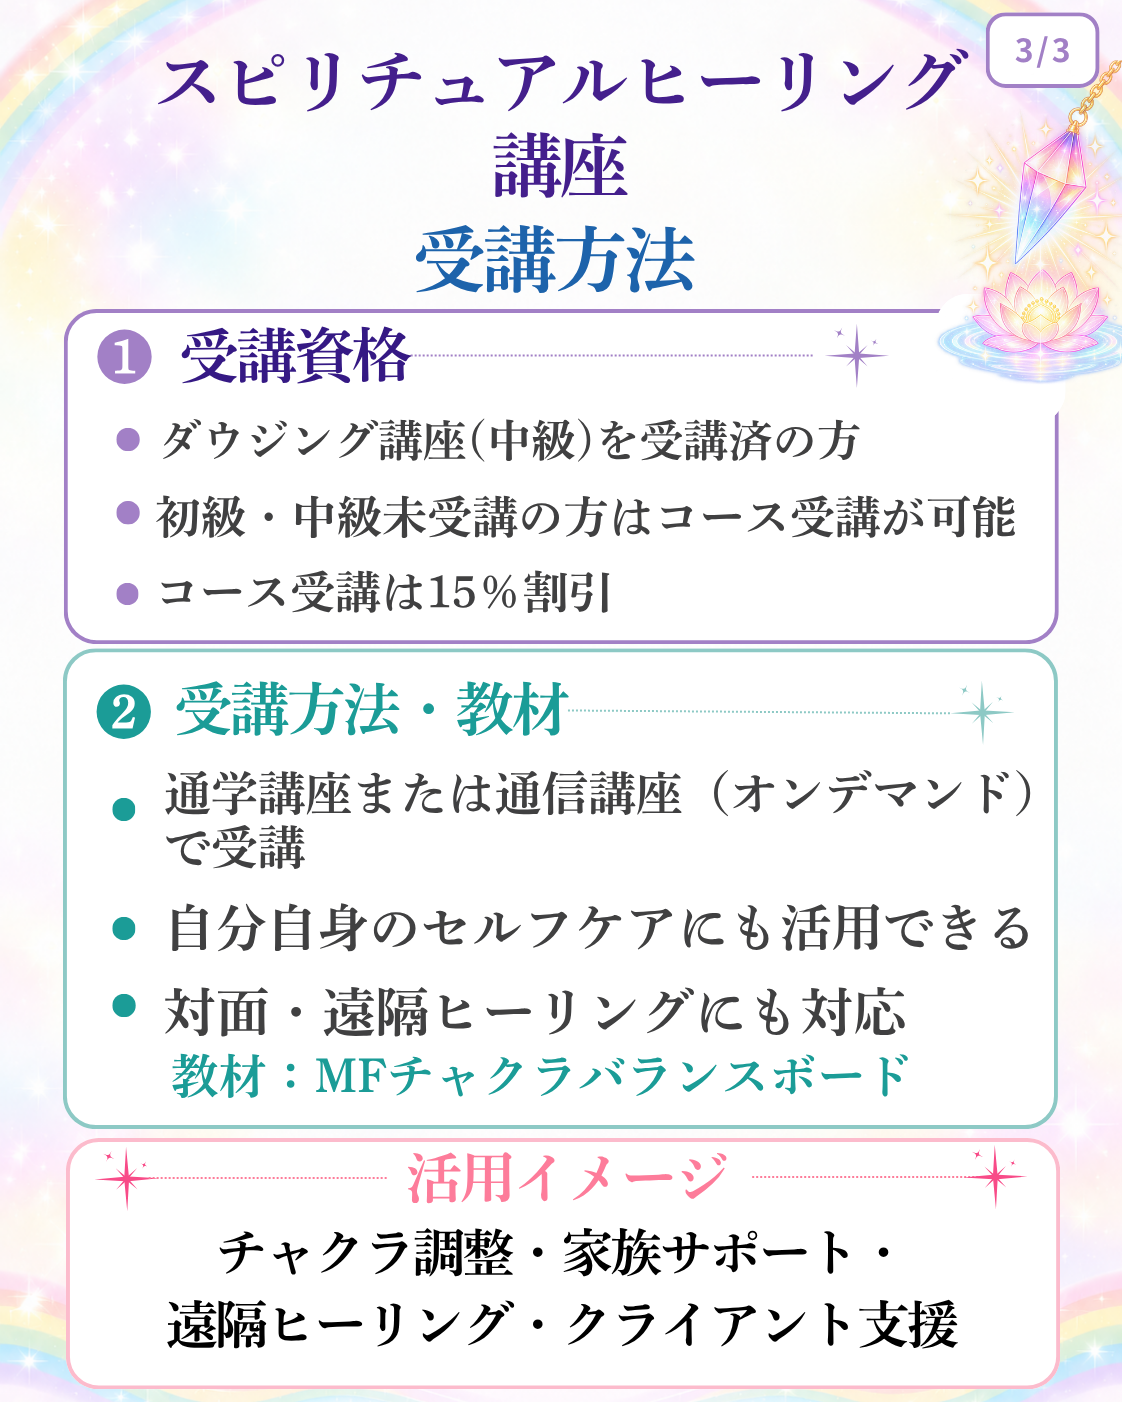 3/3
スピリチュアルヒーリング
講座
受講方法
1 受講資格
ダウジング講座(中級)を受講済の方
初級・中級未受講の方はコース受講が可能
コース受講は15%割引
2 受講方法・教材
通学講座または通信講座（オンデマンド）
で受講
自分自身のセルフケアにも活用できる
対面・遠隔ヒーリングにも対応
教材：MFチャクラバランスボード
活用イメージ
チャクラ調整・家族サポート・
遠隔ヒーリング・クライアント支援